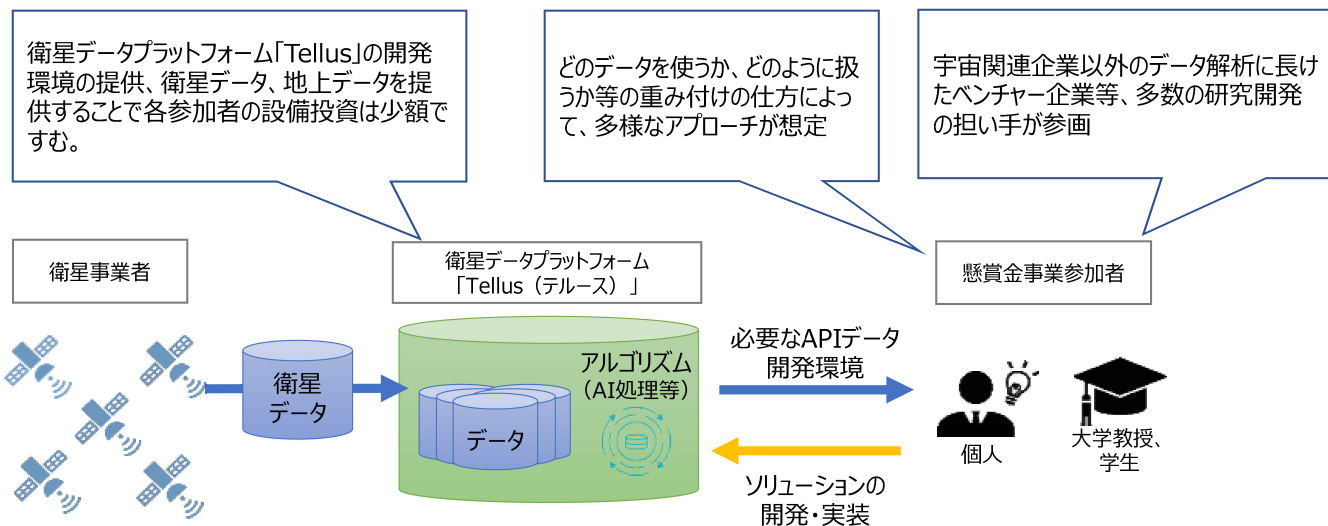 衛星データプラットフォーム「Tellus」の開発
環境の提供、衛星データ、地上データを提
供することで各参加者の設備投資は少額で
すむ。
どのデータを使うか、どのように扱
うか等の重み付けの仕方によっ
て、多様なアプローチが想定
宇宙関連企業以外のデータ解析に長け
たベンチャー企業等、多数の研究開発
の担い手が参画
衛星事業者
衛星データプラットフォーム
「Tellus（テルース）」
懸賞金事業参加者
衛星
データ
データ
アルゴリズム
（AI処理等）
必要なAPIデータ
開発環境
ソリューションの
開発・実装
個人
大学教授、
学生